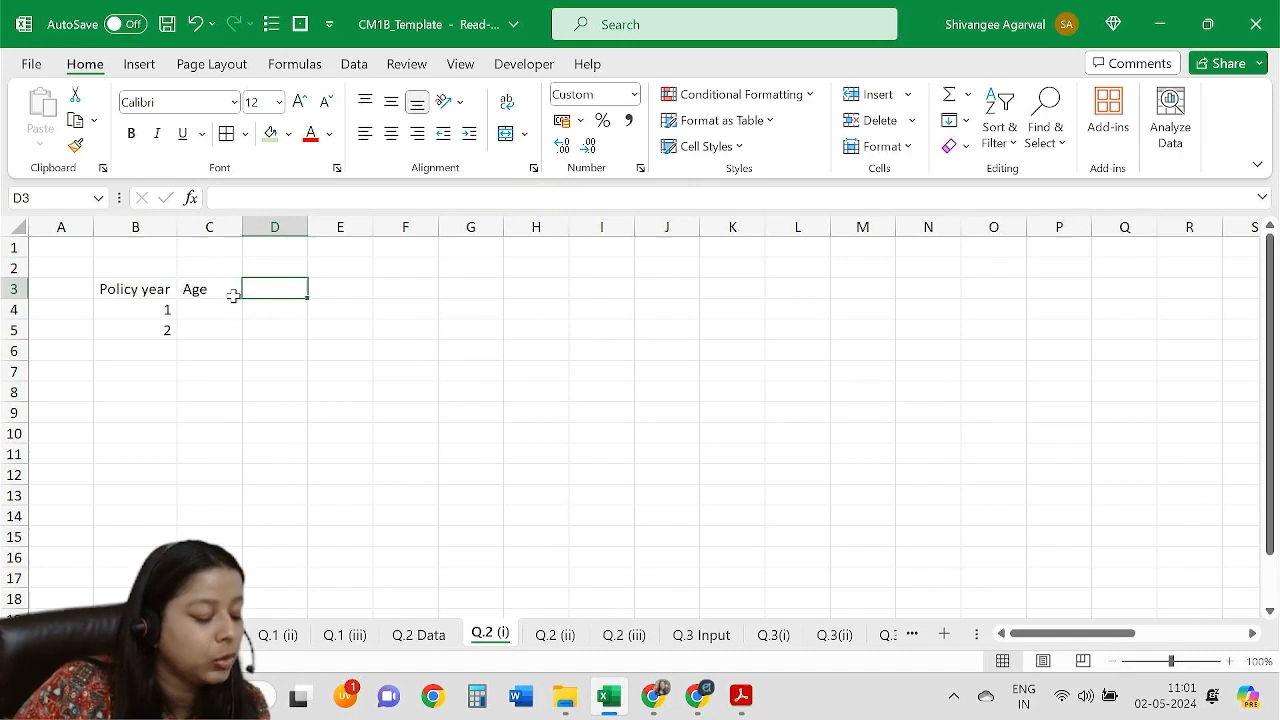 AutoSave Off CM1B_Template - Read-... Search Shivangee Agarwal SA
File Home Insert Page Layout Formulas Data Review View Developer Help Comments Share
Paste Calibri 12 Custom Conditional Formatting Insert
Format as Table Delete Sort & Find & Add-ins Analyze
Cell Styles Format Filter Select Data
Clipboard Font Alignment Number Styles Cells Editing Add-ins
D3 fx
A B C D E F G H I J K L M N O P Q R S
1
2
3 Policy year Age
4 1
5 2
6
7
8
9
10
11
12
13
14
15
16
17
18
Q.1 (ii) Q.1 (iii) Q.2 Data Q.2 (i) Q.2 (ii) Q.2 (iii) Q.3 Input Q.3(i) Q.3(ii) Q.:
100%
ENG 11:01
IN 02-05-2024